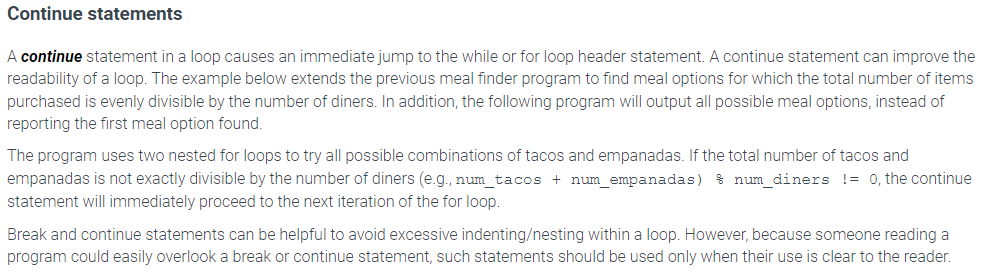 Continue statements
A continue statement in a loop causes an immediate jump to the while or for loop header statement. A continue statement can improve the
readability of a loop. The example below extends the previous meal finder program to find meal options for which the total number of items
purchased is evenly divisible by the number of diners. In addition, the following program will output all possible meal options, instead of
reporting the first meal option found.
The program uses two nested for loops to try all possible combinations of tacos and empanadas. If the total number of tacos and
empanadas is not exactly divisible by the number of diners (e.g., num_tacos + num_empanadas) % num_diners != 0, the continue
statement will immediately proceed to the next iteration of the for loop.
Break and continue statements can be helpful to avoid excessive indenting/nesting within a loop. However, because someone reading a
program could easily overlook a break or continue statement, such statements should be used only when their use is clear to the reader.